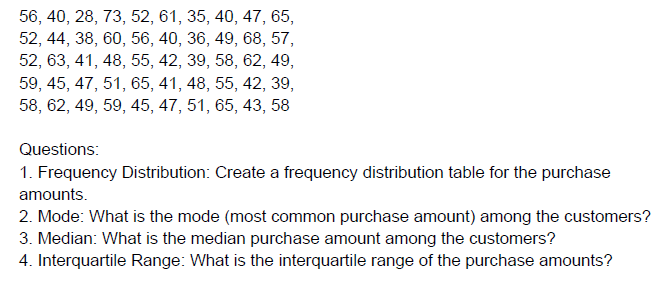 56, 40, 28, 73, 52, 61, 35, 40, 47, 65,
52, 44, 38, 60, 56, 40, 36, 49, 68, 57,
52, 63, 41, 48, 55, 42, 39, 58, 62, 49,
59, 45, 47, 51, 65, 41, 48, 55, 42, 39,
58, 62, 49, 59, 45, 47, 51, 65, 43, 58
Questions:
1. Frequency Distribution: Create a frequency distribution table for the purchase
amounts.
2. Mode: What is the mode (most common purchase amount) among the customers?
3. Median: What is the median purchase amount among the customers?
4. Interquartile Range: What is the interquartile range of the purchase amounts?